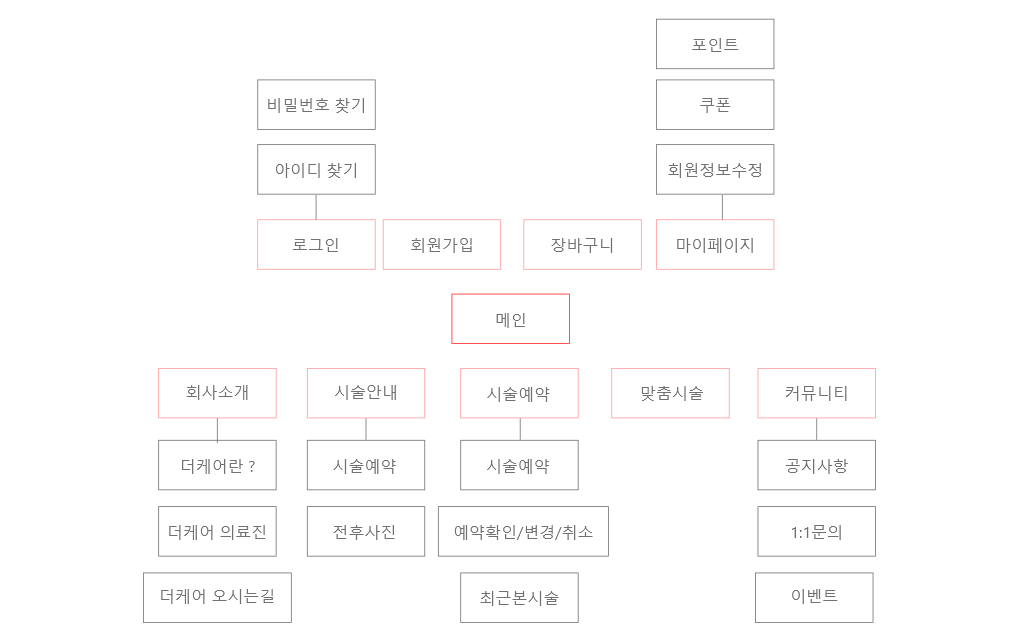 포인트
비밀번호 찾기
쿠폰
아이디 찾기
회원정보수정
로그인
회원가입
장바구니
마이페이지
메인
회사소개
시술안내
시술예약
맞춤시술
커뮤니티
더케어란 ?
시술예약
시술예약
공지사항
더케어 의료진
전후사진
예약확인/변경/취소
1:1문의
더케어 오시는길
최근본시술
이벤트